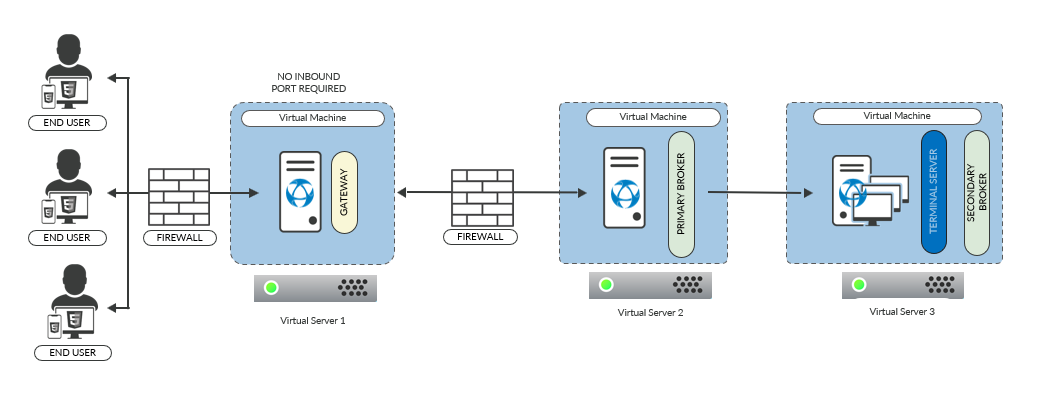 NO INBOUND
PORT REQUIRED
END USER
END USER
END USER
FIREWALL
Virtual Machine
GATEWAY
Virtual Server 1
FIREWALL
Virtual Machine
PRIMARY BROKER
Virtual Server 2
Virtual Machine
TERMINAL SERVER
SECONDARY
BROKER
Virtual Server 3